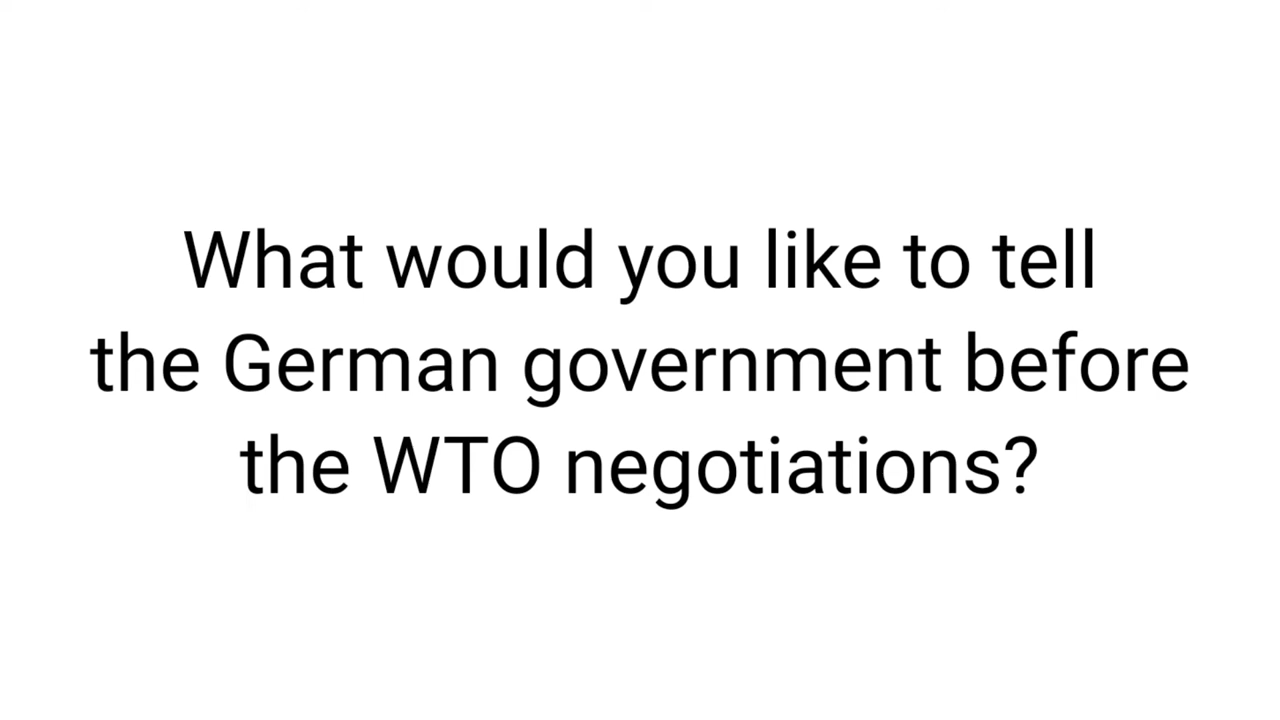 What would you like to tell
the German government before
the WTO negotiations?